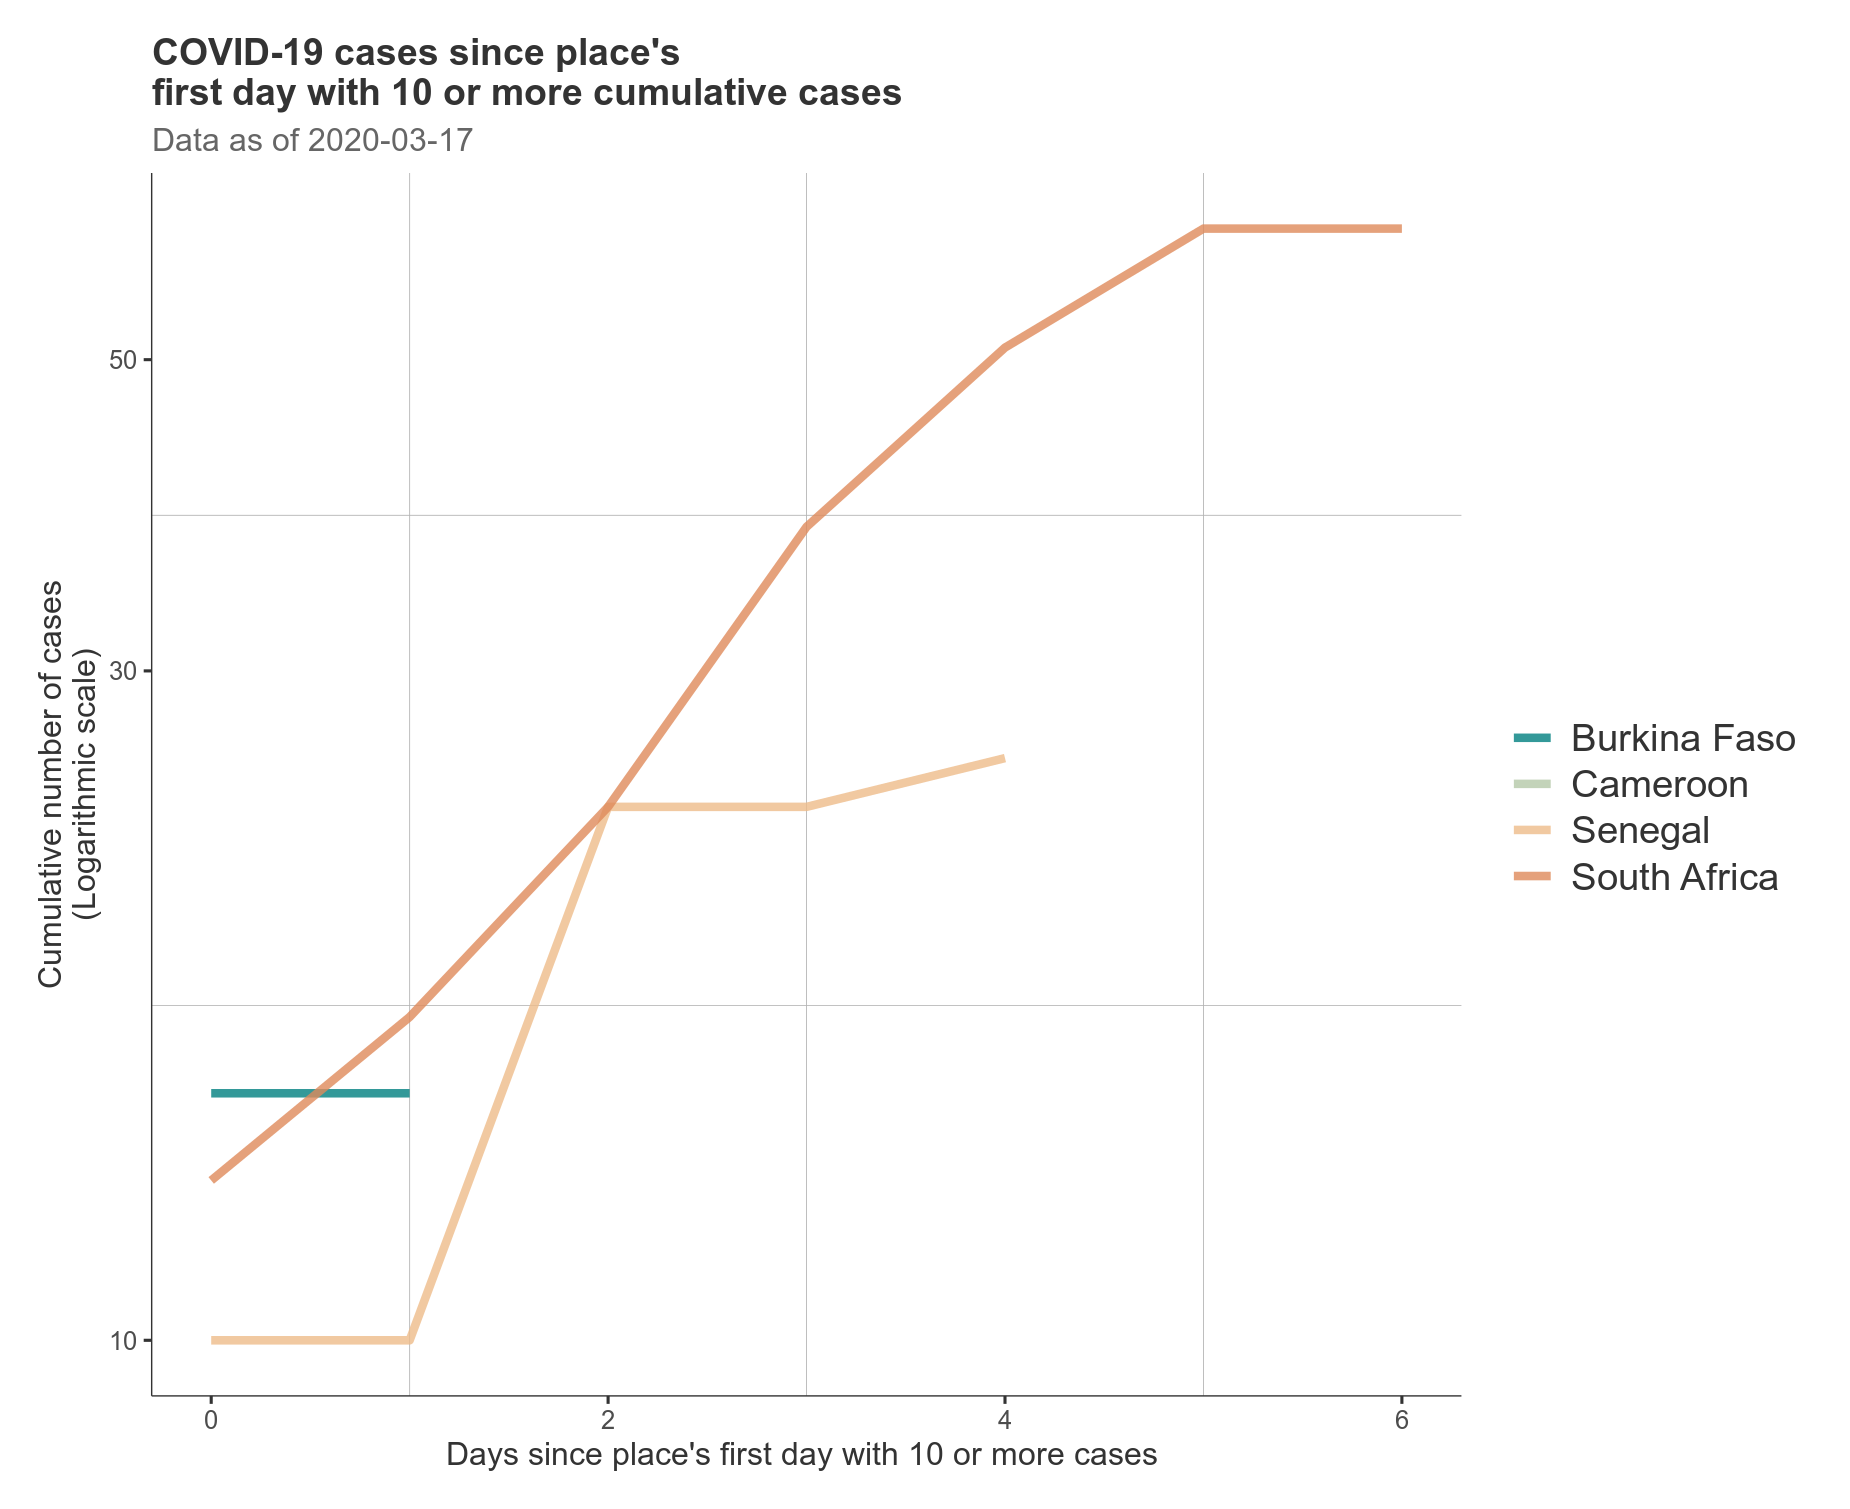 COVID-19 cases since place's
first day with 10 or more cumulative cases
Data as of 2020-03-17
Cumulative number of cases
(Logarithmic scale)
50
30
10
0
2
4
6
Days since place's first day with 10 or more cases
Burkina Faso
Cameroon
Senegal
South Africa